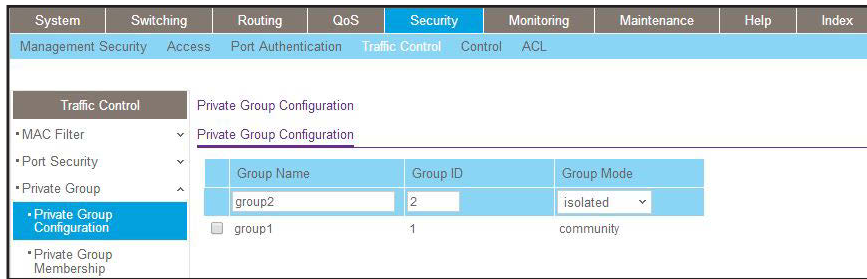 System Switching Routing QoS Security Monitoring Maintenance Help Index
Management Security Access Port Authentication Traffic Control Control ACL
Traffic Control
MAC Filter
Port Security
Private Group
Private Group
Configuration
Private Group
Membership
Private Group Configuration
Private Group Configuration
Group Name Group ID Group Mode
group2 2 isolated
group1 1 community